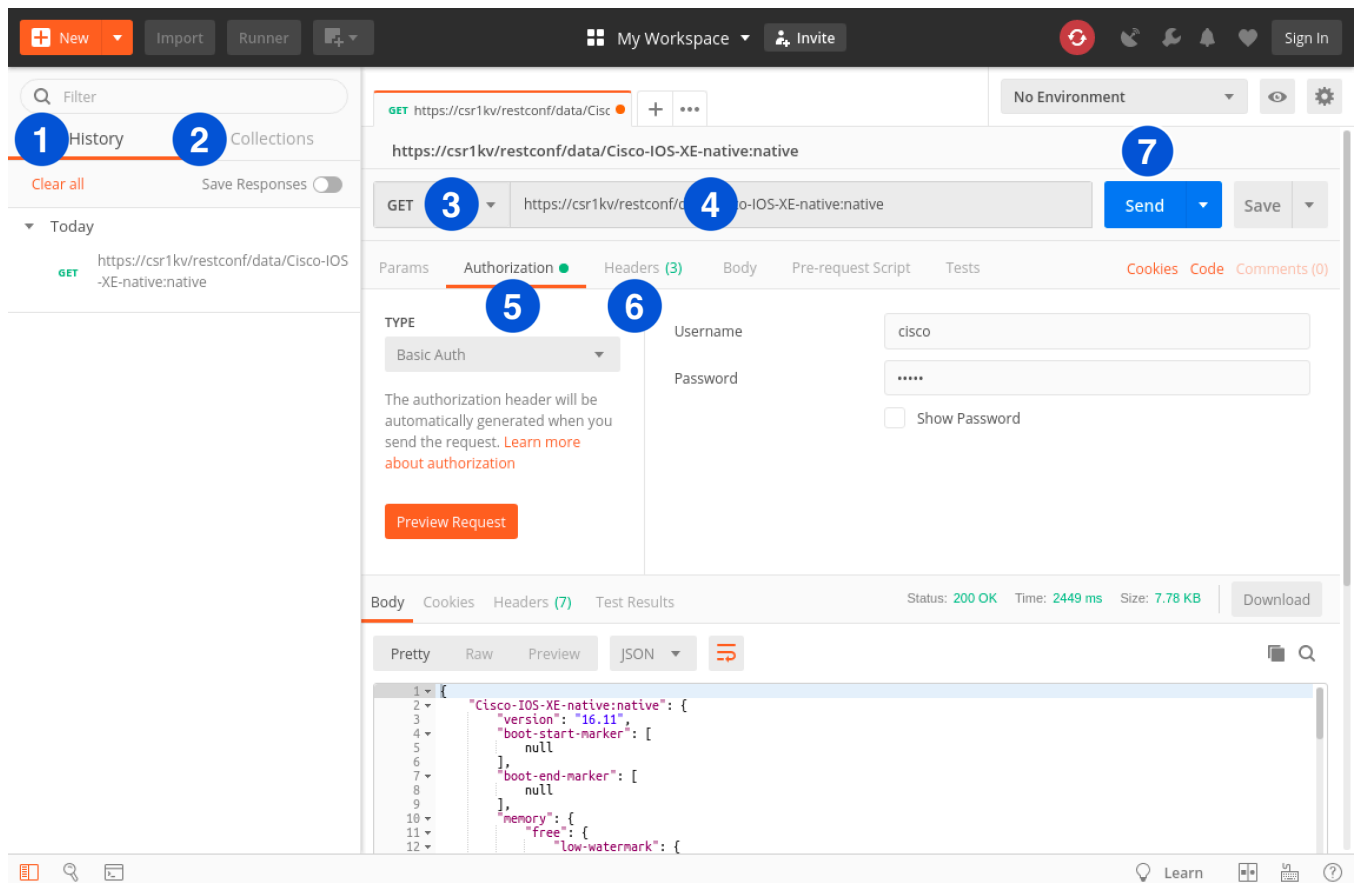 New
Import
Runner
My Workspace
Invite
Sign In
Filter
1
History
2
Collections
Clear all
Save Responses
Today
GET
https://csr1kv/restconf/data/Cisco-IOS
-XE-native:native
GET https://csr1kv/restconf/data/Cisc
No Environment
https://csr1kv/restconf/data/Cisco-IOS-XE-native:native
7
GET
3
https://csr1kv/restconf/
4
o-IOS-XE-native:native
Send
Save
Params
Authorization
Headers (3)
Body
Pre-request Script
Tests
Cookies
Code
Comments (0)
5
6
TYPE
Basic Auth
The authorization header will be
automatically generated when you
send the request. Learn more
about authorization
Preview Request
Username
cisco
Password
•••••
Show Password
Body
Cookies
Headers (7)
Test Results
Status: 200 OK
Time: 2449 ms
Size: 7.78 KB
Download
Pretty
Raw
Preview
JSON
1 {
2 "Cisco-IOS-XE-native:native": {
3 "version": "16.11",
4 "boot-start-marker": [
5 null
6 ],
7 "boot-end-marker": [
8 null
9 ],
10 "memory": {
11 "free": {
12 "low-watermark": {
Learn